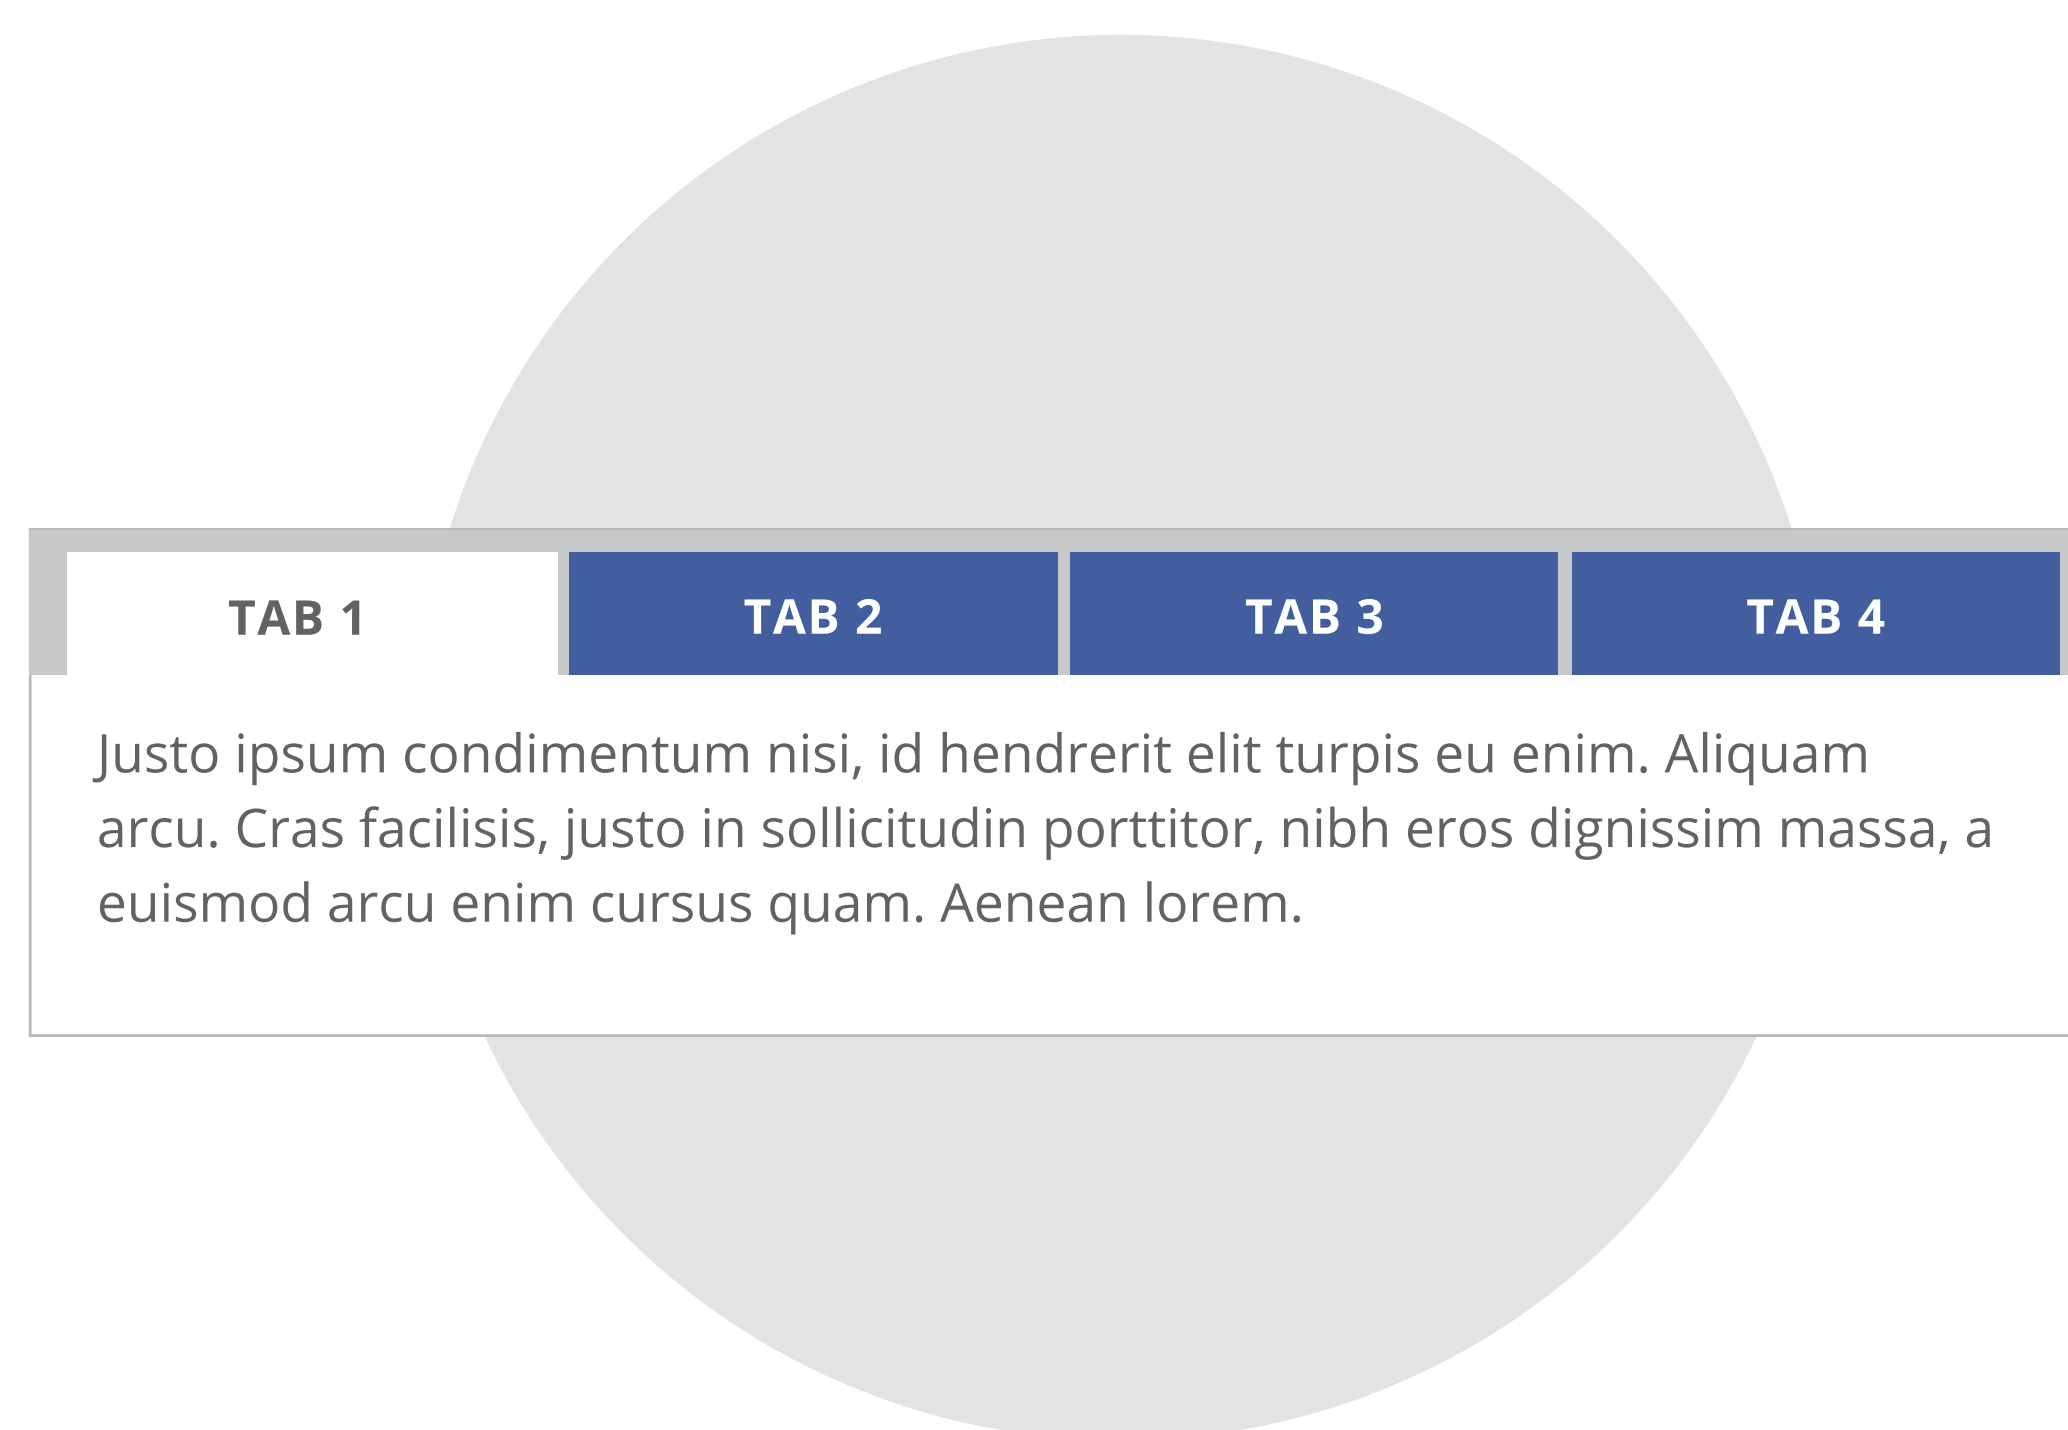 TAB 1 TAB 2 TAB 3 TAB 4
Justo ipsum condimentum nisi, id hendrerit elit turpis eu enim. Aliquam
arcu. Cras facilisis, justo in sollicitudin porttitor, nibh eros dignissim massa, a
euismod arcu enim cursus quam. Aenean lorem.